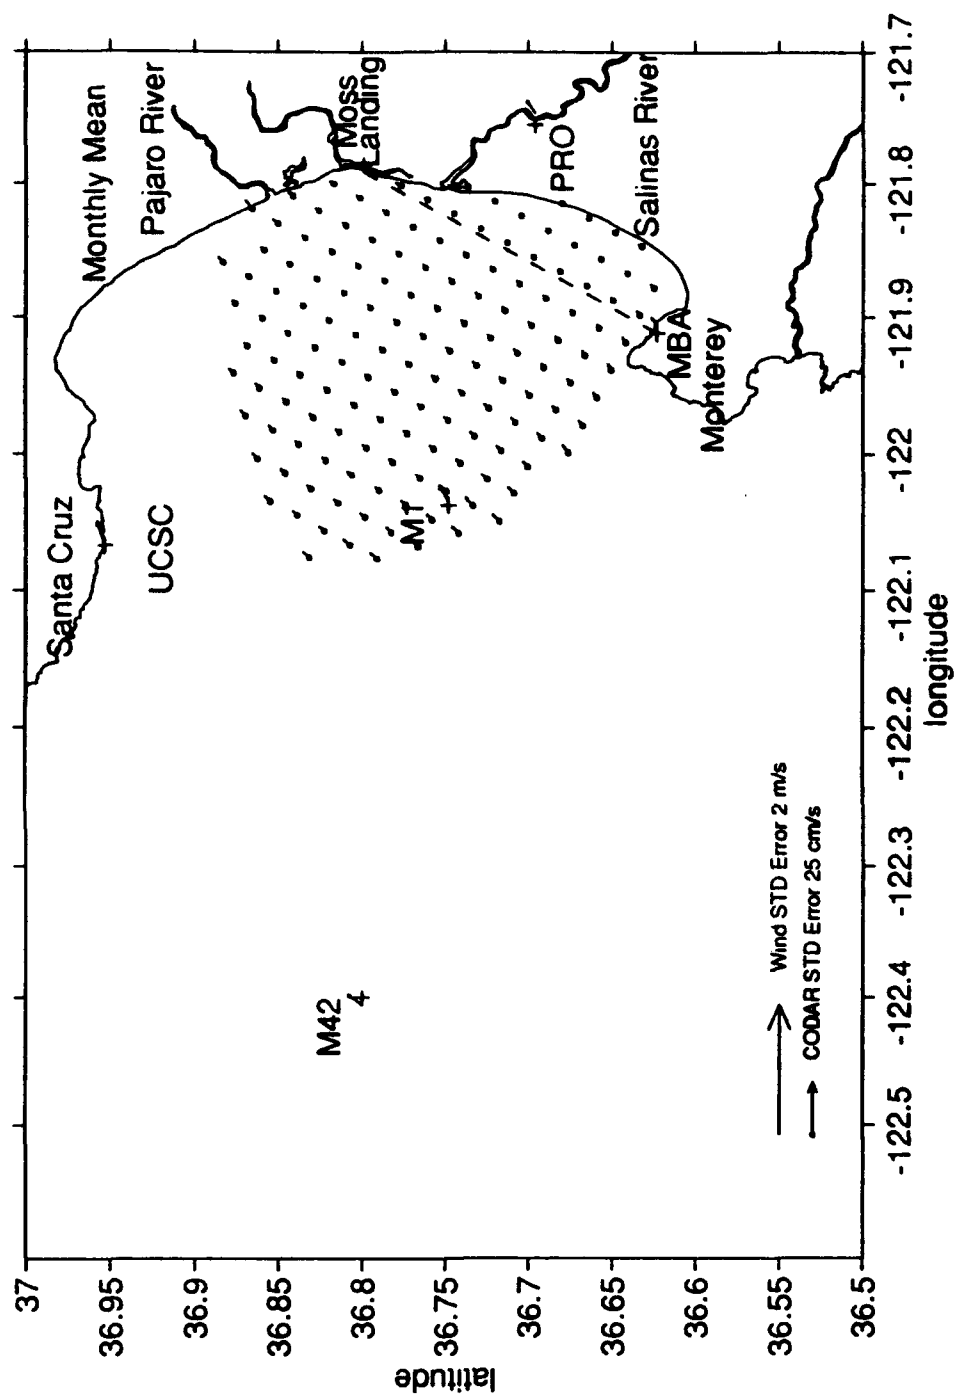 Monthly Mean
Santa Cruz
UCSC
Pajaro River
Moss
Landing
M42
M1
PRO
Salinas River
MBA
Monterey
Wind STD Error 2 m/s
CODAR STD Error 25 cm/s
latitude
37
36.95
36.9
36.85
36.8
36.75
36.7
36.65
36.6
36.55
36.5
-122.5
-122.4
-122.3
-122.2
-122.1
-122
-121.9
-121.8
-121.7
longitude